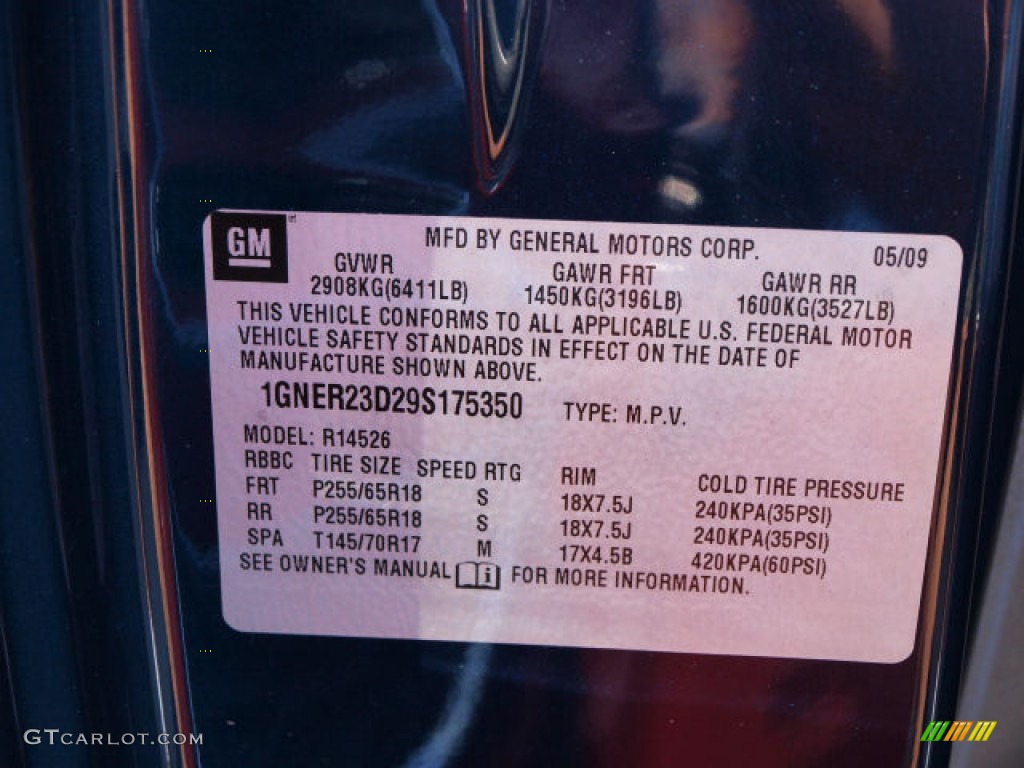 GM
MFD BY GENERAL MOTORS CORP. 05/09
GVWR GAWR FRT GAWR RR
2908KG(6411LB) 1450KG(3196LB) 1600KG(3527LB)
THIS VEHICLE CONFORMS TO ALL APPLICABLE U.S. FEDERAL MOTOR
VEHICLE SAFETY STANDARDS IN EFFECT ON THE DATE OF
MANUFACTURE SHOWN ABOVE.
1GNER23D29S175350 TYPE: M.P.V.
MODEL: R14526
RBBC TIRE SIZE SPEED RTG RIM COLD TIRE PRESSURE
FRT P255/65R18 S 18X7.5J 240KPA(35PSI)
RR P255/65R18 S 18X7.5J 240KPA(35PSI)
SPA T145/70R17 M 17X4.5B 420KPA(60PSI)
SEE OWNER'S MANUAL i FOR MORE INFORMATION.
GTcarlot.com